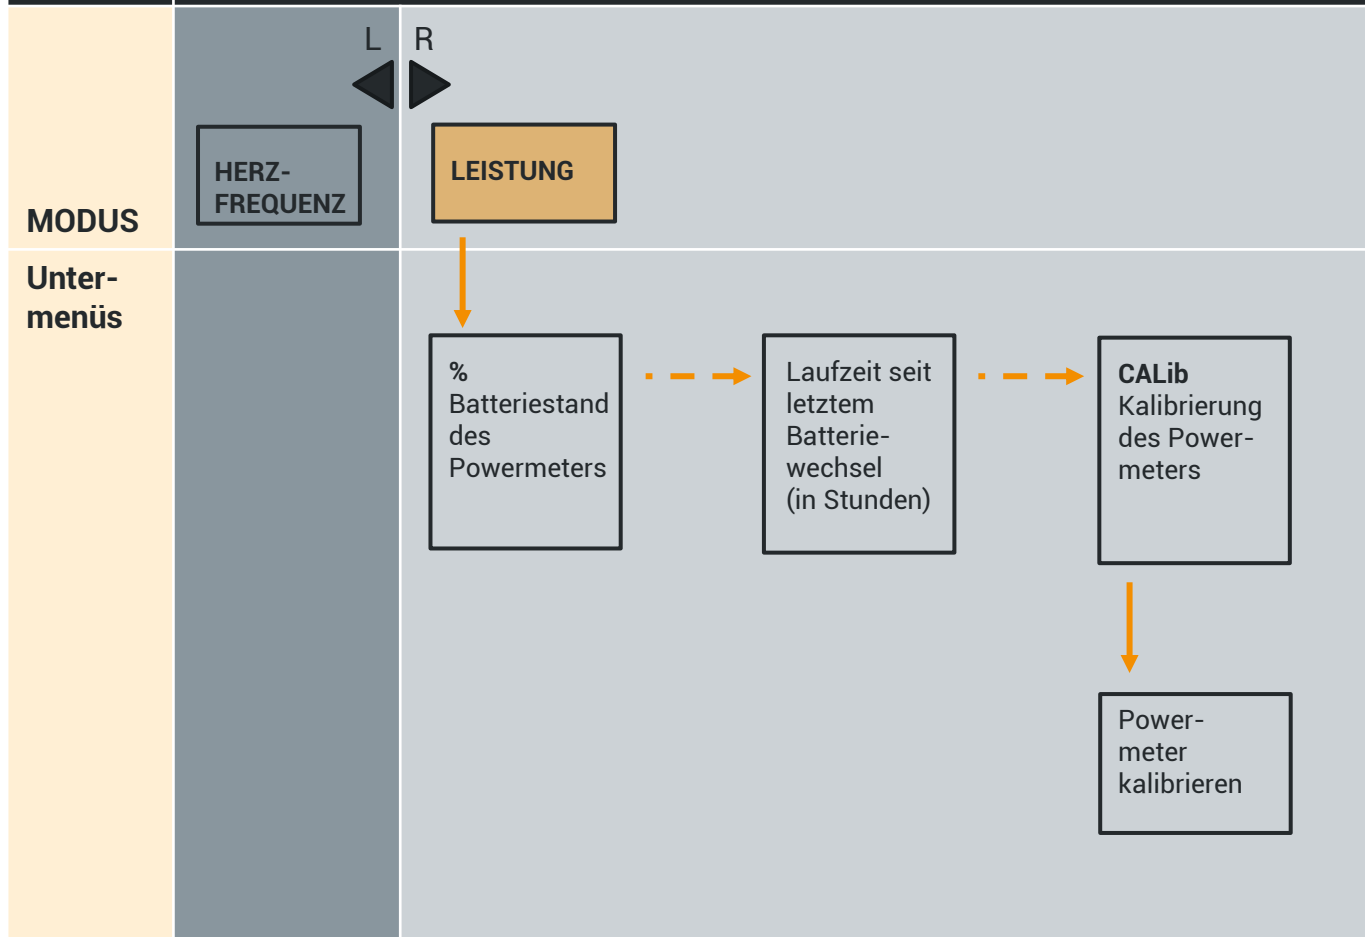 L R
HERZ-
FREQUENZ
LEISTUNG
MODUS
Unter-
menüs
%
Batteriestand
des
Powermeters
Laufzeit seit
letztem
Batterie-
wechsel
(in Stunden)
CALib
Kalibrierung
des Power-
meters
Power-
meter
kalibrieren